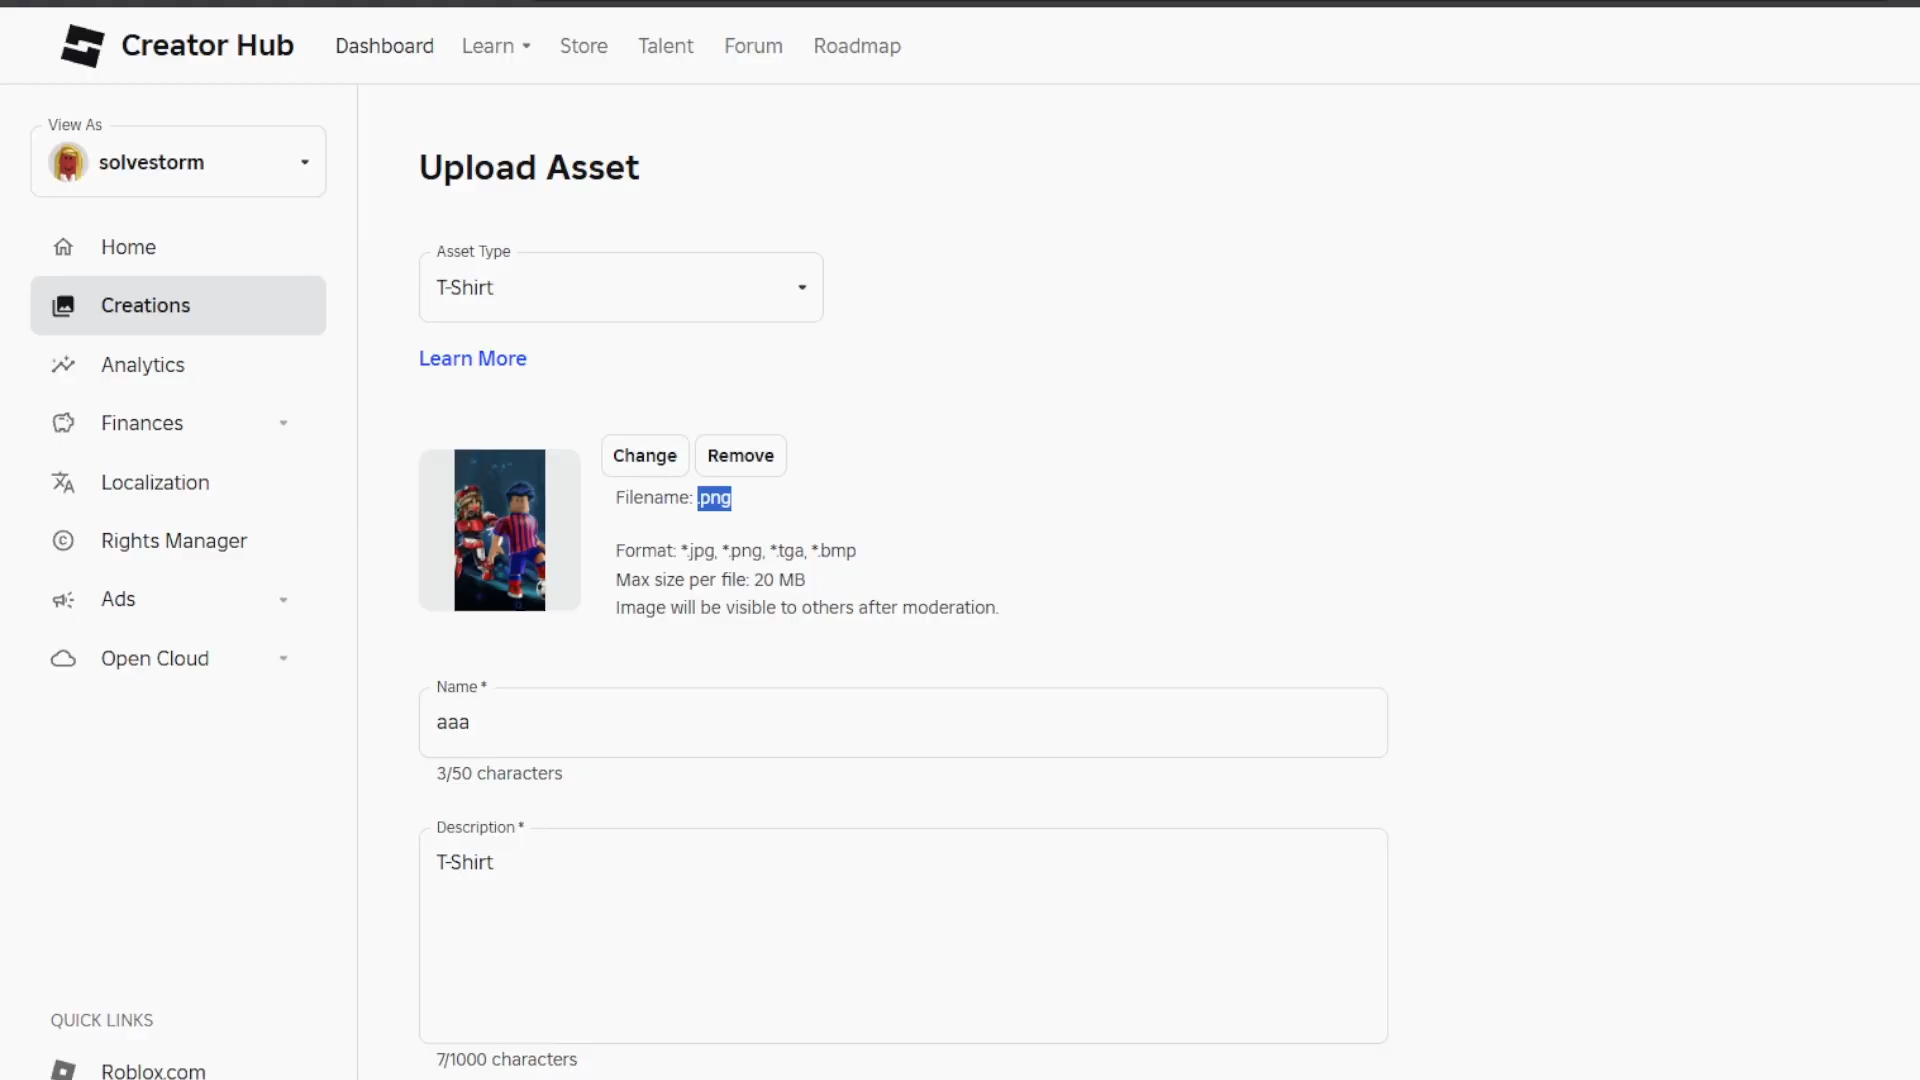 Creator Hub
Dashboard
Learn
Store
Talent
Forum
Roadmap
View As
solvestorm
Home
Creations
Analytics
Finances
Localization
Rights Manager
Ads
Open Cloud
QUICK LINKS
Roblox.com
Upload Asset
Asset Type
T-Shirt
Learn More
Change
Remove
Filename: .png
Format: *.jpg, *.png, *.tga, *.bmp
Max size per file: 20 MB
Image will be visible to others after moderation.
Name *
aaa
3/50 characters
Description *
T-Shirt
7/1000 characters